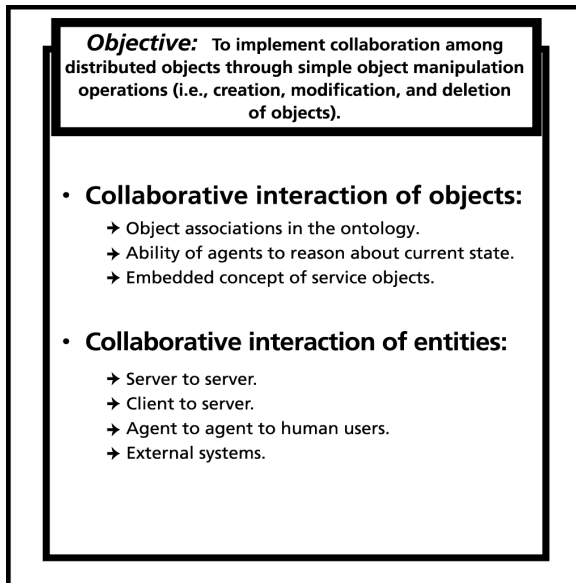 Objective: To implement collaboration among
distributed objects through simple object manipulation
operations (i.e., creation, modification, and deletion
of objects).
• Collaborative interaction of objects:
→ Object associations in the ontology.
→ Ability of agents to reason about current state.
→ Embedded concept of service objects.
• Collaborative interaction of entities:
→ Server to server.
→ Client to server.
→ Agent to agent to human users.
→ External systems.